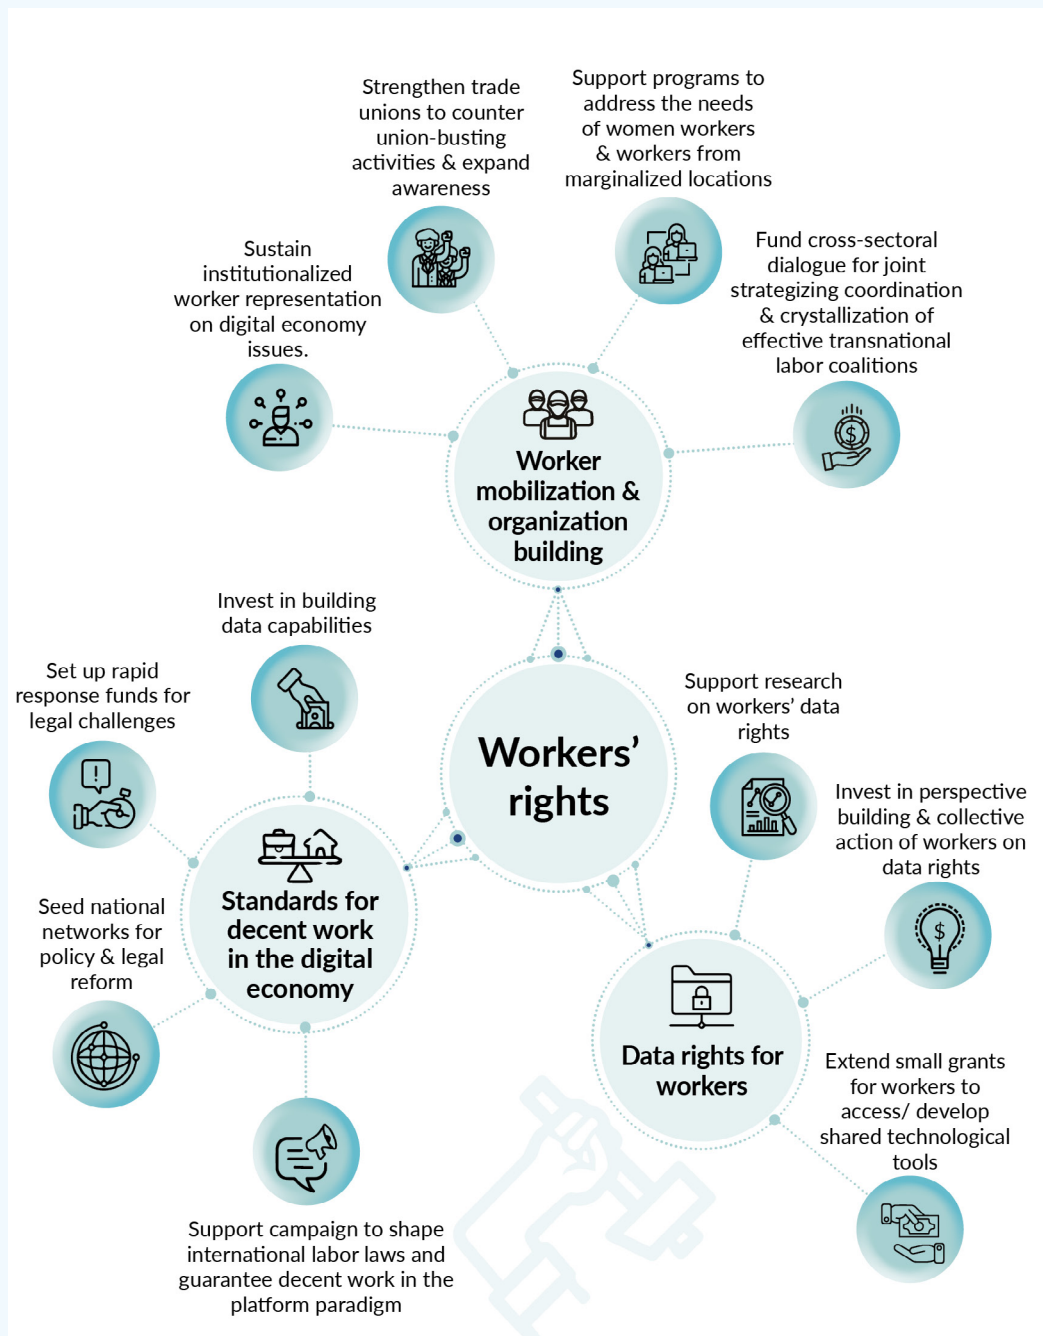 Strengthen trade
unions to counter
union-busting
activities & expand
awareness
Support programs to
address the needs
of women workers
& workers from
marginalized locations
Sustain
institutionalized
worker representation
on digital economy
issues.
Fund cross-sectoral
dialogue for joint
strategizing coordination
& crystallization of
effective transnational
labor coalitions
Worker
mobilization &
organization
building
Invest in building
data capabilities
Set up rapid
response funds for
legal challenges
Workers’
rights
Support research
on workers’ data
rights
Invest in perspective
building & collective
action of workers on
data rights
Standards for
decent work
in the digital
economy
Seed national
networks for
policy & legal
reform
Data rights for
workers
Extend small grants
for workers to
access/ develop
shared technological
tools
Support campaign to shape
international labor laws and
guarantee decent work in the
platform paradigm